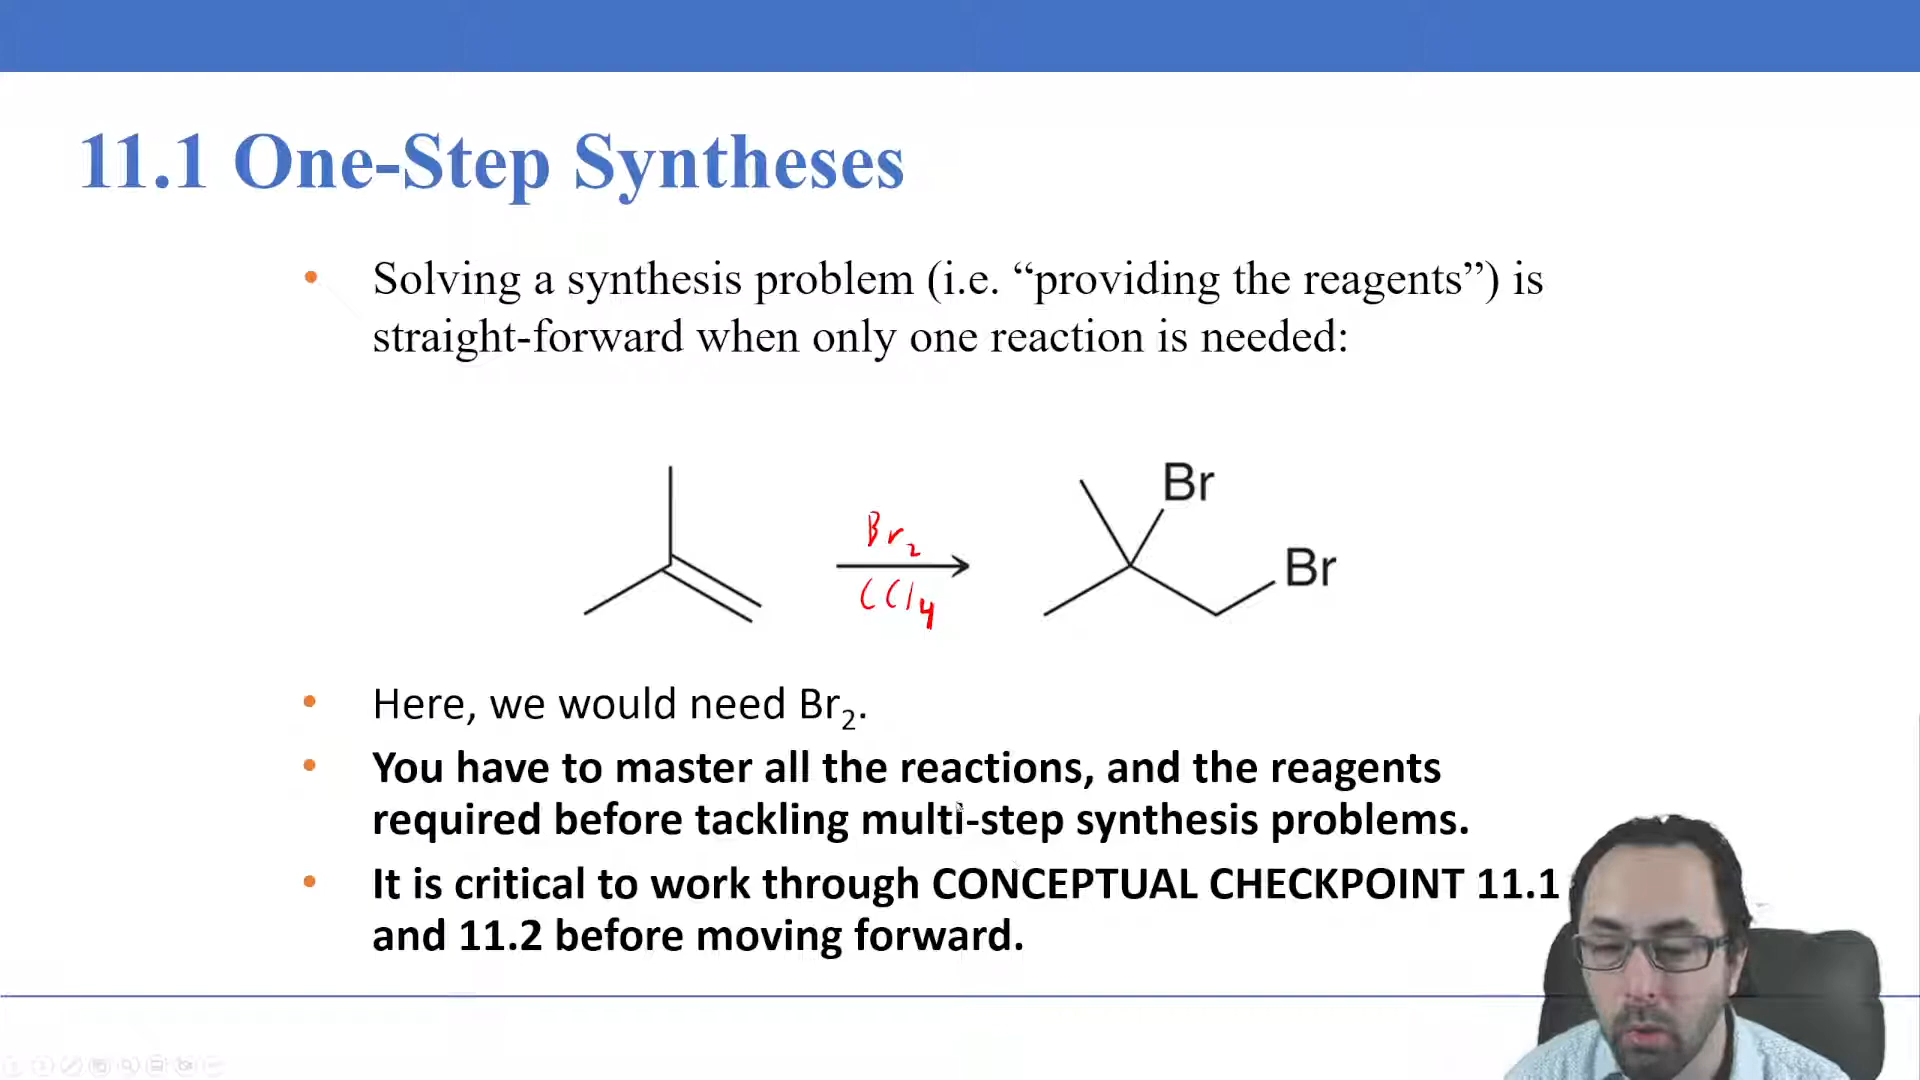 11.1 One-Step Syntheses
• Solving a synthesis problem (i.e. “providing the reagents”) is
straight-forward when only one reaction is needed:
Br₂
CCl₄
Br
Br
• Here, we would need Br₂.
• You have to master all the reactions, and the reagents
required before tackling multi-step synthesis problems.
• It is critical to work through CONCEPTUAL CHECKPOINT 11.1
and 11.2 before moving forward.